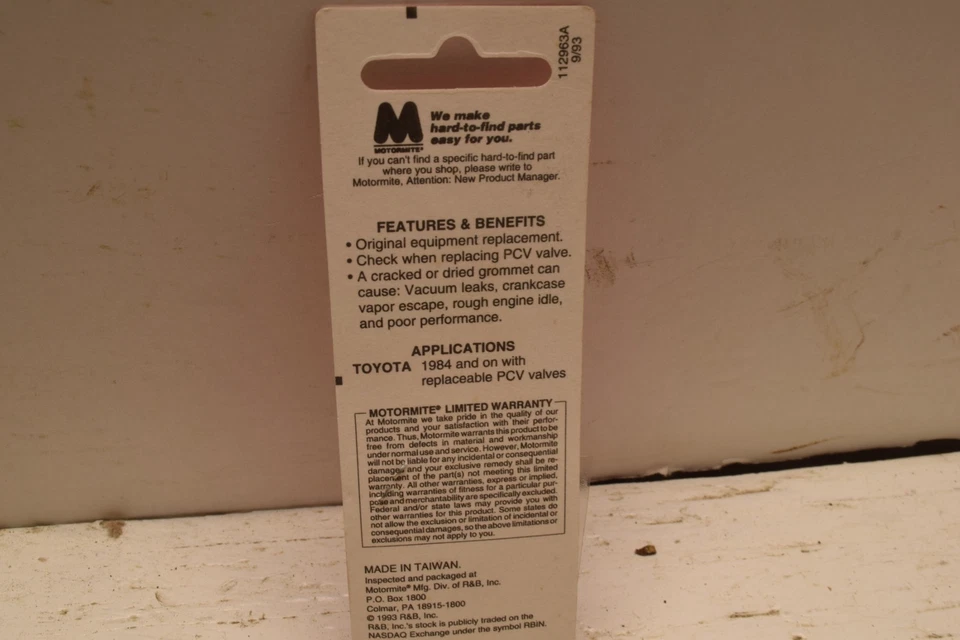 112963A
9/93
M
MOTORMITE®
We make
hard-to-find parts
easy for you.
If you can't find a specific hard-to-find part
where you shop, please write to
Motormite, Attention: New Product Manager.
FEATURES & BENEFITS
• Original equipment replacement.
• Check when replacing PCV valve.
• A cracked or dried grommet can
cause: Vacuum leaks, crankcase
vapor escape, rough engine idle,
and poor performance.
APPLICATIONS
TOYOTA 1984 and on with
replaceable PCV valves
MOTORMITE® LIMITED WARRANTY
At Motormite we take pride in the quality of our
products and your satisfaction with their perfor-
mance. Thus, Motormite warrants this product to be
free from defects in material and workmanship
under normal use and service. However, Motormite
will not be liable for any incidental or consequential
damages and your exclusive remedy shall be re-
placement of the part(s) not meeting this limited
warranty. All other warranties, express or implied,
including warranties of fitness for a particular pur-
pose and merchantability are specifically excluded.
Federal and/or state laws may provide you with
other warranties for this product. Some states do
not allow the exclusion or limitation of incidental or
consequential damages, so the above limitations or
exclusions may not apply to you.
MADE IN TAIWAN.
Inspected and packaged at
Motormite® Mfg. Div. of R&B, Inc.
P.O. Box 1800
Colmar, PA 18915-1800
© 1993 R&B, Inc.
R&B, Inc.'s stock is publicly traded on the
NASDAQ Exchange under the symbol RBIN.